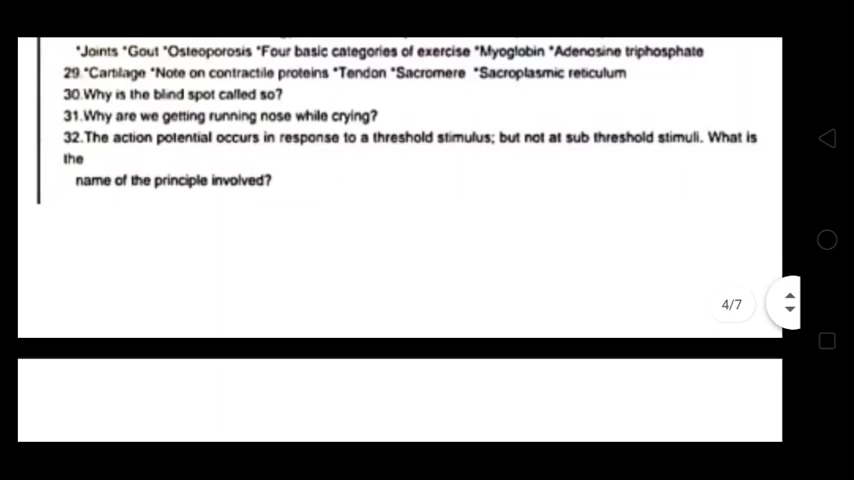 *Joints *Gout *Osteoporosis *Four basic categories of exercise *Myoglobin *Adenosine triphosphate
29.*Cartilage *Note on contractile proteins *Tendon *Sacromere *Sacroplasmic reticulum
30.Why is the blind spot called so?
31.Why are we getting running nose while crying?
32.The action potential occurs in response to a threshold stimulus; but not at sub threshold stimuli. What is
the
name of the principle involved?
4/7